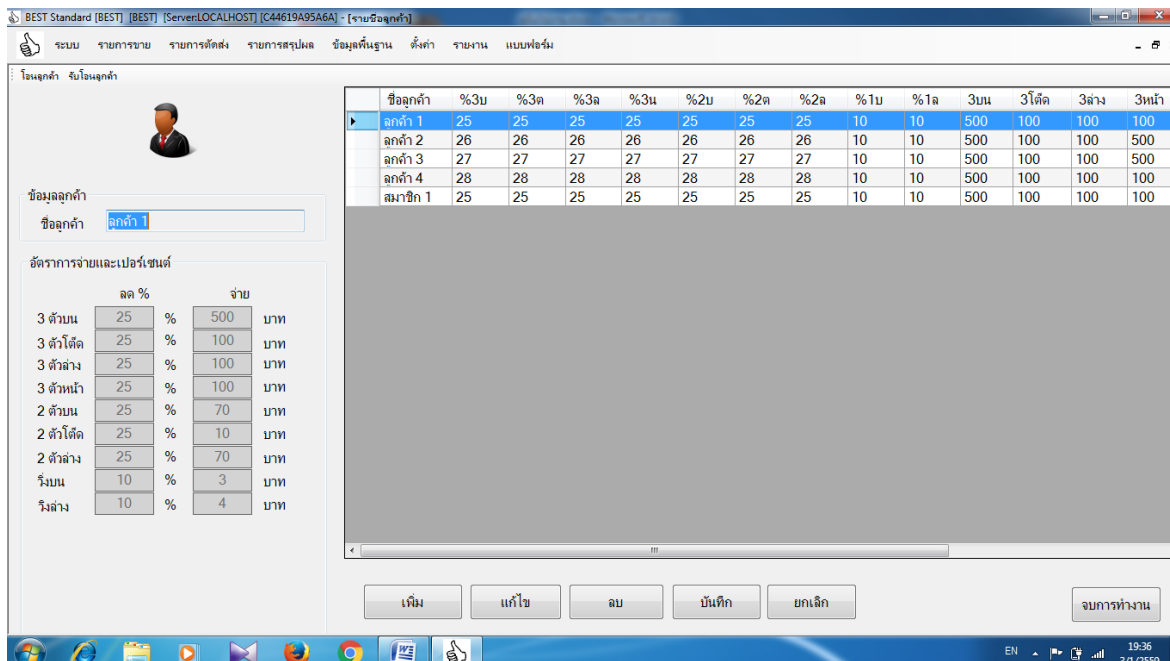 BEST Standard [BEST] [BEST] [Server:LOCALHOST] [C44619A95A6A] - [รายชื่อลูกค้า]
ระบบ รายการขาย รายการตัดส่ง รายการสรุปผล ข้อมูลพื้นฐาน ตั้งค่า รายงาน แบบฟอร์ม
โอนลูกค้า รับโอนลูกค้า
ชื่อลูกค้า %3บ %3ต %3ล %3น %2บ %2ต %2ล %1บ %1ล 3บน 3โต๊ด 3ล่าง 3หน้า
ลูกค้า 1 25 25 25 25 25 25 25 10 10 500 100 100 100
ลูกค้า 2 26 26 26 26 26 26 26 10 10 500 100 100 500
ลูกค้า 3 27 27 27 27 27 27 27 10 10 500 100 100 500
ลูกค้า 4 28 28 28 28 28 28 28 10 10 500 100 100 100
สมาชิก 1 25 25 25 25 25 25 25 10 10 500 100 100 100
ข้อมูลลูกค้า
ชื่อลูกค้า ลูกค้า 1
อัตราการจ่ายและเปอร์เซนต์
ลด % จ่าย
3 ตัวบน 25 % 500 บาท
3 ตัวโต๊ด 25 % 100 บาท
3 ตัวล่าง 25 % 100 บาท
3 ตัวหน้า 25 % 100 บาท
2 ตัวบน 25 % 70 บาท
2 ตัวโต๊ด 25 % 10 บาท
2 ตัวล่าง 25 % 70 บาท
วิ่งบน 10 % 3 บาท
วิ่งล่าง 10 % 4 บาท
เพิ่ม แก้ไข ลบ บันทึก ยกเลิก จบการทำงาน
EN 19:36
3/1/2559